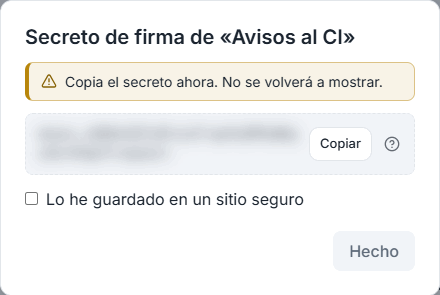 Secreto de firma de «Avisos al CI»
Copia el secreto ahora. No se volverá a mostrar.
Copiar
Lo he guardado en un sitio seguro
Hecho